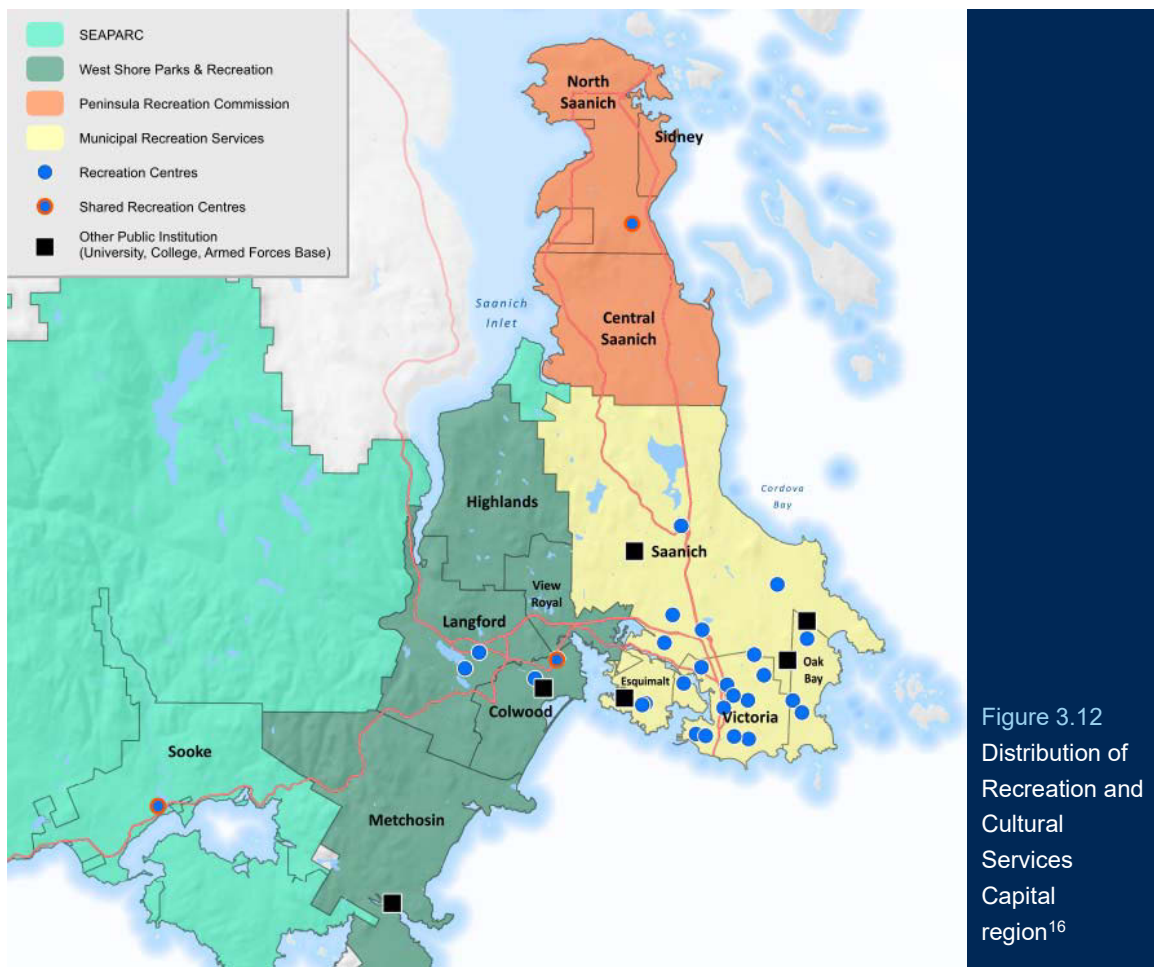 SEAPARC
West Shore Parks & Recreation
Peninsula Recreation Commission
Municipal Recreation Services
Recreation Centres
Shared Recreation Centres
Other Public Institution
(University, College, Armed Forces Base)
North
Saanich
Sidney
Saanich
Inlet
Central
Saanich
Highlands
Cordova
Bay
Saanich
View
Royal
Langford
Oak
Bay
Esquimalt
Colwood
Victoria
Sooke
Metchosin
Figure 3.12
Distribution of
Recreation and
Cultural
Services
Capital
region16